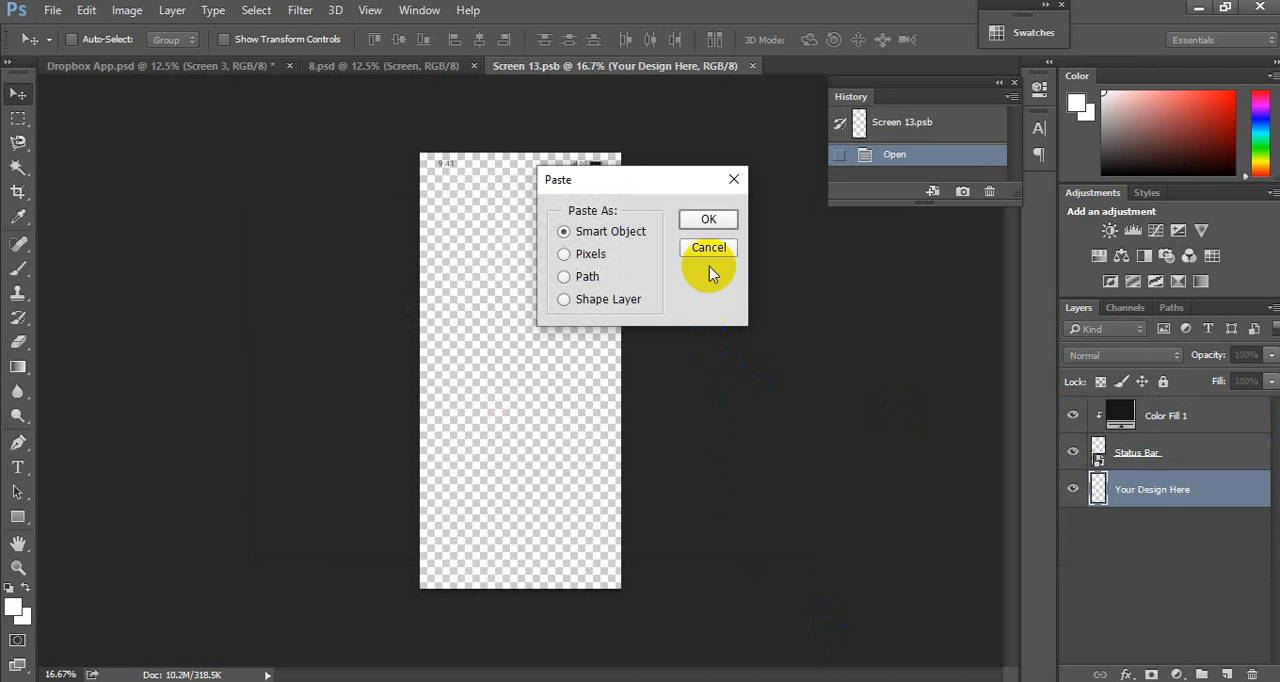 Ps File Edit Image Layer Type Select Filter 3D View Window Help
Auto-Select: Group Show Transform Controls 3D Mode: Swatches Essentials
Dropbox App.psd @ 12.5% (Screen 3, RGB/8) * × 8.psd @ 12.5% (Screen, RGB/8) × Screen 13.psb @ 16.7% (Your Design Here, RGB/8) ×
History
Screen 13.psb
Open
9:41
Paste
Paste As:
Smart Object
Pixels
Path
Shape Layer
OK
Cancel
Color
Adjustments Styles
Add an adjustment
Layers Channels Paths
Kind
Normal Opacity: 100%
Lock: Fill: 100%
Color Fill 1
Status Bar
Your Design Here
16.67% Doc: 10.2M/318.5K